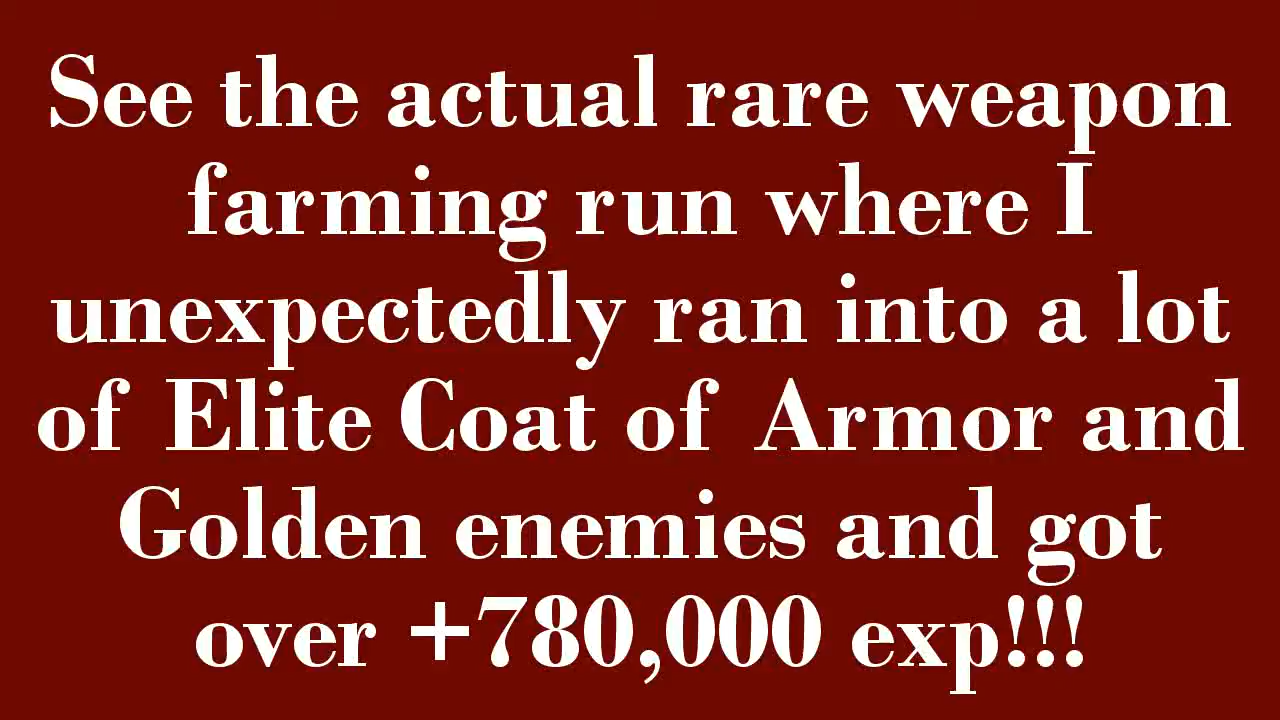 See the actual rare weapon
farming run where I
unexpectedly ran into a lot
of Elite Coat of Armor and
Golden enemies and got
over +780,000 exp!!!